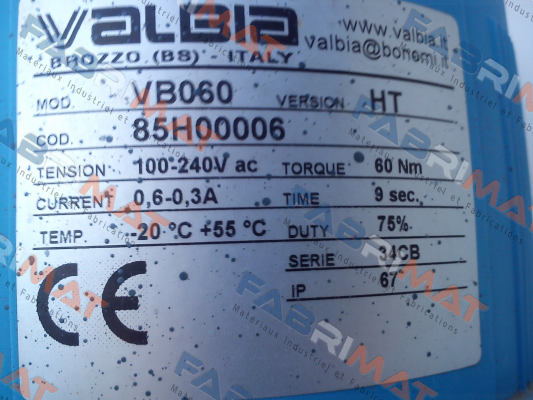 VALBIA
BROZZO (BS) - ITALY
www.valbia.it
valbia@bonomi.it
MOD. VB060 VERSION HT
COD. 85H00006
TENSION 100-240V ac TORQUE 60 Nm
CURRENT 0,6-0,3A TIME 9 sec.
TEMP. -20 °C +55 °C DUTY 75%
SERIE 34CB
IP 67
CE
FABRIMAT
Materiaux Industriel et Fabrications